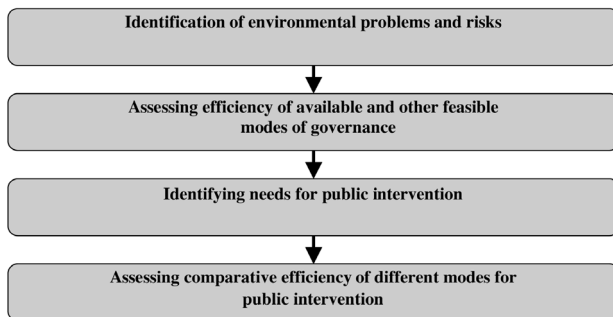 Identification of environmental problems and risks
Assessing efficiency of available and other feasible
modes of governance
Identifying needs for public intervention
Assessing comparative efficiency of different modes for
public intervention